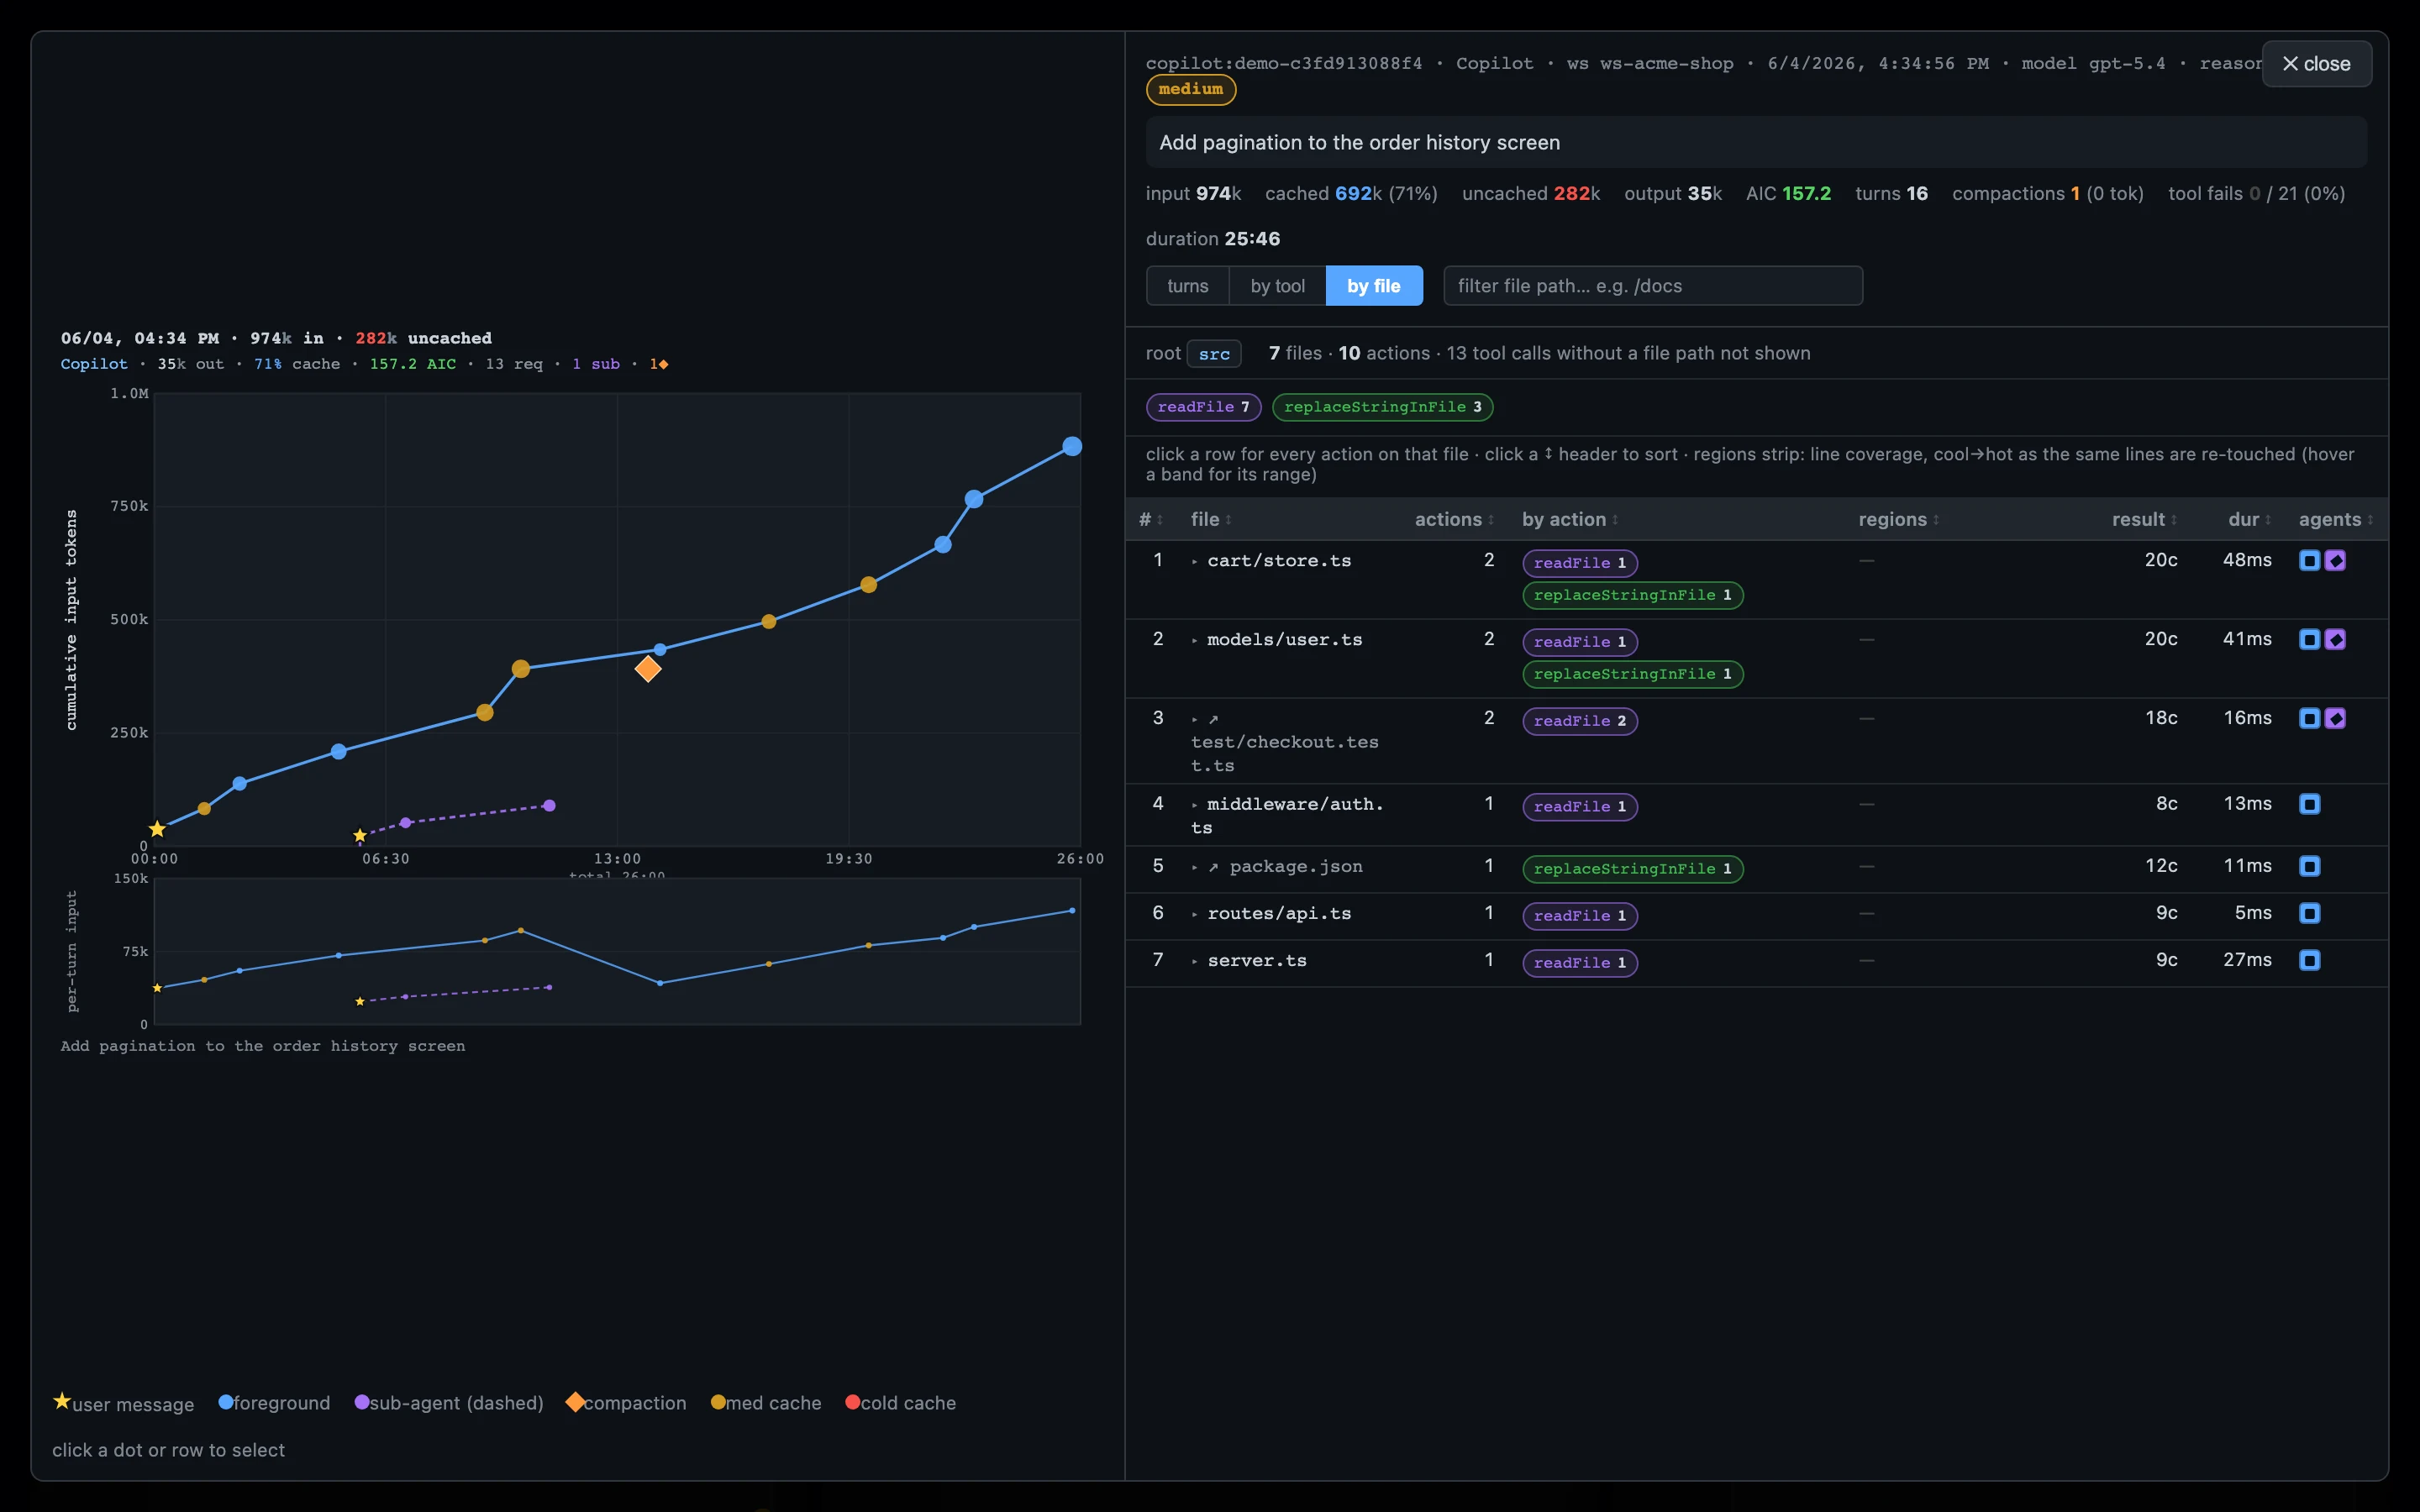 06/04, 04:34 PM · 974k in · 282k uncached
Copilot · 35k out · 71% cache · 157.2 AIC · 13 req · 1 sub · 1◆
cumulative input tokens
1.0M
750k
500k
250k
0
00:00 06:30 13:00 19:30 26:00
total 26:00
per-turn input
150k
75k
0
Add pagination to the order history screen
★user message foreground sub-agent (dashed) compaction med cache cold cache
click a dot or row to select
copilot:demo-c3fd913088f4 · Copilot · ws ws-acme-shop · 6/4/2026, 4:34:56 PM · model gpt-5.4 · reason
✕ close
medium
Add pagination to the order history screen
input 974k cached 692k (71%) uncached 282k output 35k AIC 157.2 turns 16 compactions 1 (0 tok) tool fails 0 / 21 (0%)
duration 25:46
turns by tool by file filter file path… e.g. /docs
root src 7 files · 10 actions · 13 tool calls without a file path not shown
readFile 7 replaceStringInFile 3
click a row for every action on that file · click a ↕ header to sort · regions strip: line coverage, cool→hot as the same lines are re-touched (hover
a band for its range)
# ↕ file ↕ actions ↕ by action ↕ regions ↕ result ↕ dur ↕ agents ↕
1 ▸ cart/store.ts 2 readFile 1 — 20c 48ms
replaceStringInFile 1
2 ▸ models/user.ts 2 readFile 1 — 20c 41ms
replaceStringInFile 1
3 ▸ ↗ 2 readFile 2 — 18c 16ms
test/checkout.tes
t.ts
4 ▸ middleware/auth. 1 readFile 1 — 8c 13ms
ts
5 ▸ ↗ package.json 1 replaceStringInFile 1 — 12c 11ms
6 ▸ routes/api.ts 1 readFile 1 — 9c 5ms
7 ▸ server.ts 1 readFile 1 — 9c 27ms